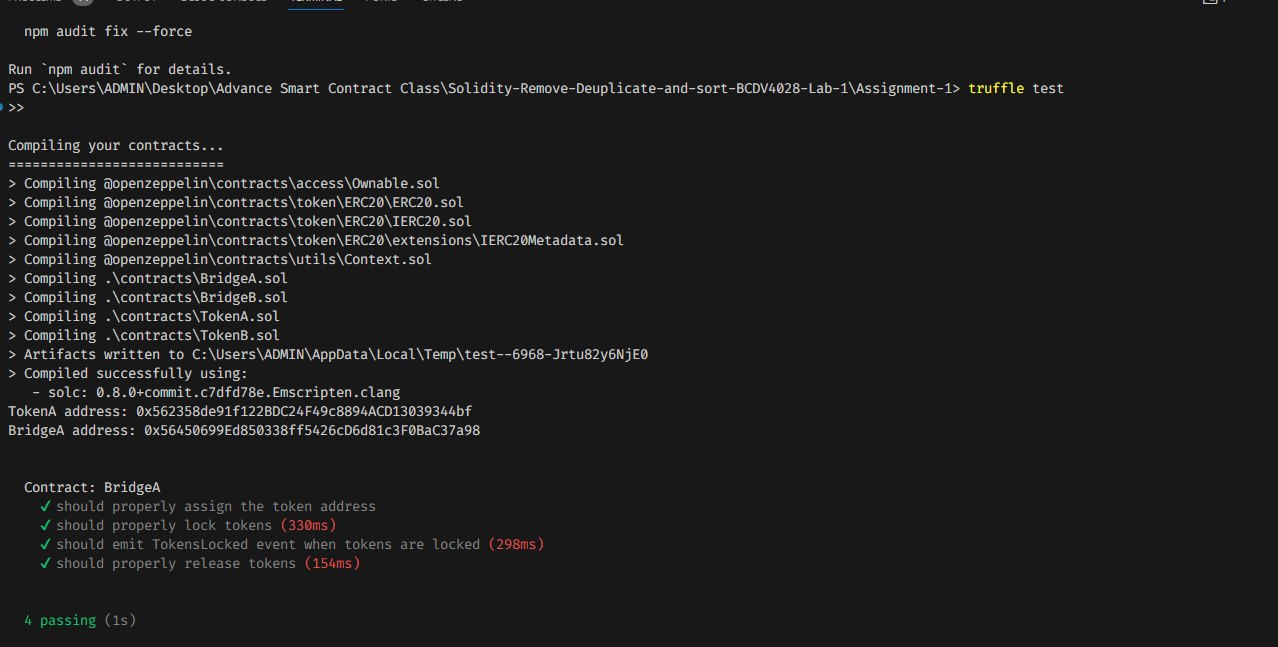 npm audit fix --force
Run `npm audit` for details.
PS C:\Users\ADMIN\Desktop\Advance Smart Contract Class\Solidity-Remove-Deuplicate-and-sort-BCDV4028-Lab-1\Assignment-1> truffle test
>>
Compiling your contracts...
===========================
> Compiling @openzeppelin\contracts\access\Ownable.sol
> Compiling @openzeppelin\contracts\token\ERC20\ERC20.sol
> Compiling @openzeppelin\contracts\token\ERC20\IERC20.sol
> Compiling @openzeppelin\contracts\token\ERC20\extensions\IERC20Metadata.sol
> Compiling @openzeppelin\contracts\utils\Context.sol
> Compiling .\contracts\BridgeA.sol
> Compiling .\contracts\BridgeB.sol
> Compiling .\contracts\TokenA.sol
> Compiling .\contracts\TokenB.sol
> Artifacts written to C:\Users\ADMIN\AppData\Local\Temp\test--6968-Jrtu82y6NjE0
> Compiled successfully using:
- solc: 0.8.0+commit.c7dfd78e.Emscripten.clang
TokenA address: 0x562358de91f122BDC24F49c8894ACD13039344bf
BridgeA address: 0x56450699Ed850338ff5426cD6d81c3F0BaC37a98
Contract: BridgeA
✓ should properly assign the token address
✓ should properly lock tokens (330ms)
✓ should emit TokensLocked event when tokens are locked (298ms)
✓ should properly release tokens (154ms)
4 passing (1s)